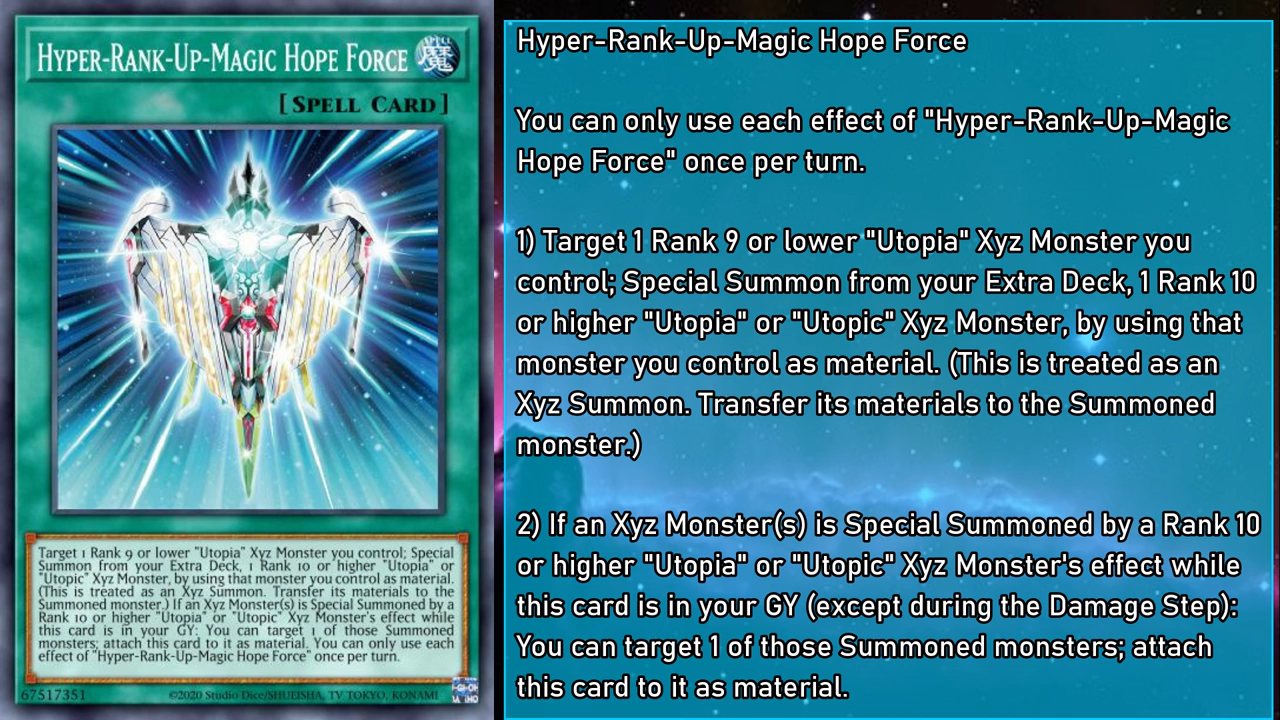 HYPER-RANK-UP-MAGIC HOPE FORCE
SPELL
魔
[SPELL CARD]
Target 1 Rank 9 or lower "Utopia" Xyz Monster you control; Special
Summon from your Extra Deck, 1 Rank 10 or higher "Utopia" or
"Utopic" Xyz Monster, by using that monster you control as material.
(This is treated as an Xyz Summon. Transfer its materials to the
Summoned monster.) If an Xyz Monster(s) is Special Summoned by a
Rank 10 or higher "Utopia" or "Utopic" Xyz Monster's effect while
this card is in your GY: You can target 1 of those Summoned
monsters; attach this card to it as material. You can only use each
effect of "Hyper-Rank-Up-Magic Hope Force" once per turn.
67517351
©2020 Studio Dice/SHUEISHA, TV TOKYO, KONAMI
Hyper-Rank-Up-Magic Hope Force
You can only use each effect of "Hyper-Rank-Up-Magic
Hope Force" once per turn.
1) Target 1 Rank 9 or lower "Utopia" Xyz Monster you
control; Special Summon from your Extra Deck, 1 Rank 10
or higher "Utopia" or "Utopic" Xyz Monster, by using that
monster you control as material. (This is treated as an
Xyz Summon. Transfer its materials to the Summoned
monster.)
2) If an Xyz Monster(s) is Special Summoned by a Rank 10
or higher "Utopia" or "Utopic" Xyz Monster's effect while
this card is in your GY (except during the Damage Step):
You can target 1 of those Summoned monsters; attach
this card to it as material.